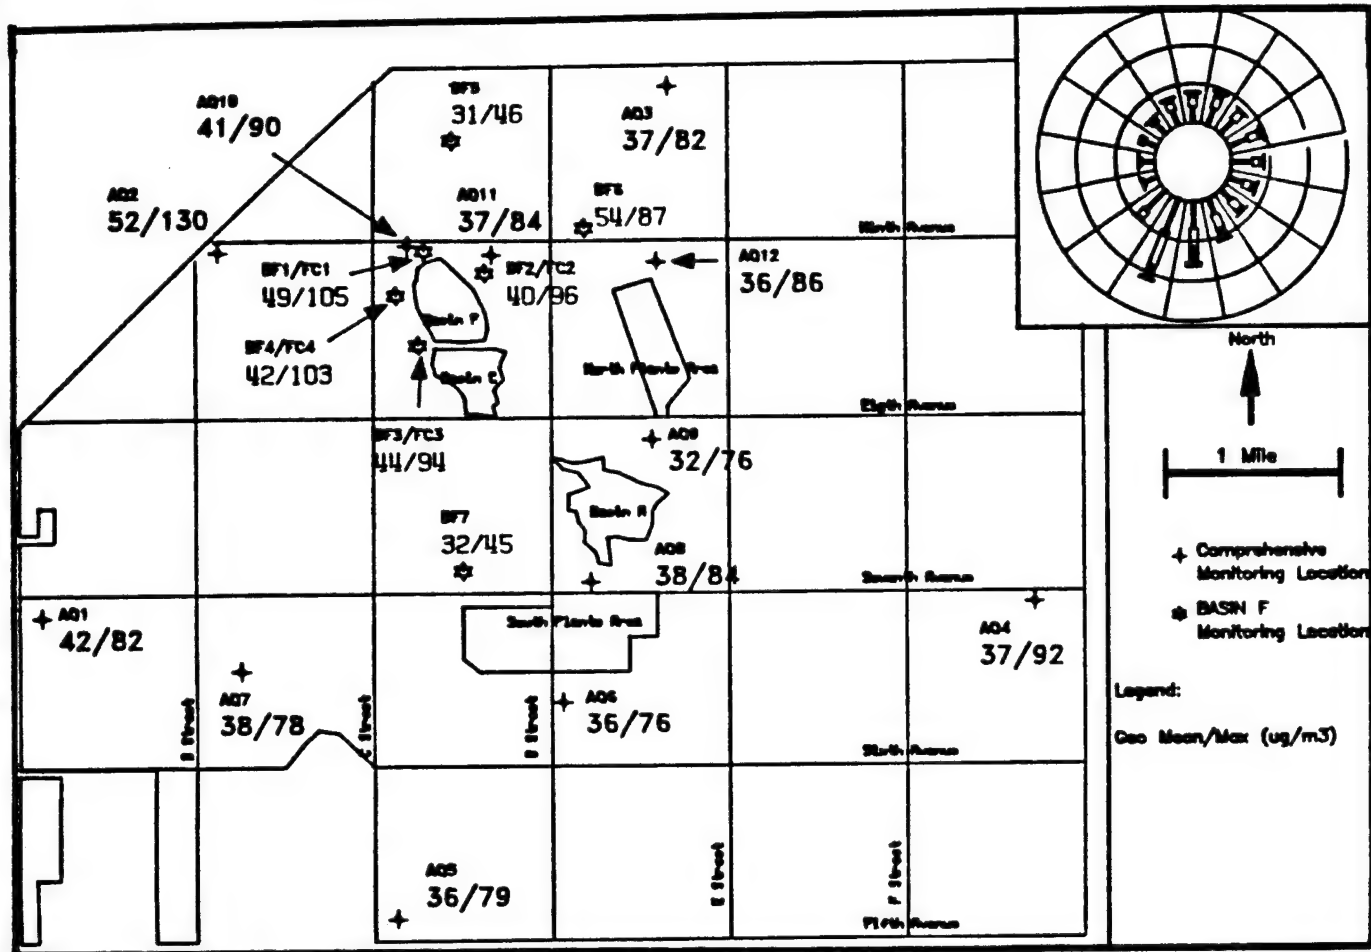 AQ10
41/90
BF5
31/46
AQ3
37/82
AQ2
52/130
AQ11
37/84
BF6
54/87
Ninth Avenue
BF1/FC1
49/105
BF2/FC2
40/96
AQ12
36/86
Basin F
BF4/FC4
42/103
North Plants Area
Basin C
North
Eigth Avenue
BF3/FC3
44/94
AQ9
32/76
1 Mile
BF7
32/45
Basin A
AQ8
38/84
Comprehensive
Monitoring Location
Seventh Avenue
BASIN F
Monitoring Location
AQ1
42/82
South Plants Area
AQ4
37/92
AQ7
38/78
AQ6
36/76
Legend:
Geo Mean/Max (ug/m3)
B Street
C Street
D Street
Sixth Avenue
AQ5
36/79
E Street
F Street
Fifth Avenue